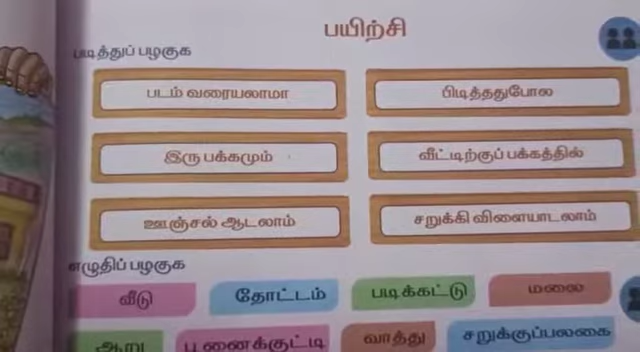 பயிற்சி
படித்துப் பழகுக
படம் வரையலாமா
பிடித்ததுபோல
இரு பக்கமும்
வீட்டிற்குப் பக்கத்தில்
ஊஞ்சல் ஆடலாம்
சறுக்கி விளையாடலாம்
எழுதிப் பழகுக
வீடு
தோட்டம்
படிக்கட்டு
மலை
ஆறு
பூனைக்குட்டி
வாத்து
சறுக்குப்பலகை